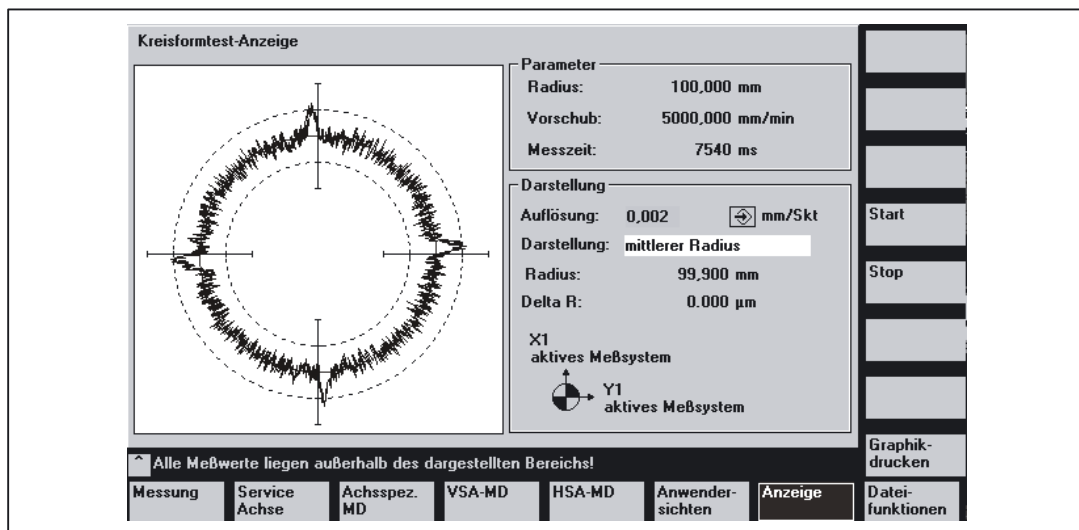 Kreisformtest-Anzeige
Parameter
Radius: 100,000 mm
Vorschub: 5000,000 mm/min
Messzeit: 7540 ms
Darstellung
Auflösung: 0,002 mm/Skt
Darstellung: mittlerer Radius
Radius: 99,900 mm
Delta R: 0.000 µm
X1
aktives Meßsystem
Y1
aktives Meßsystem
Start
Stop
Graphik-
drucken
^ Alle Meßwerte liegen außerhalb des dargestellten Bereichs!
Messung
Service
Achse
Achsspez.
MD
VSA-MD
HSA-MD
Anwender-
sichten
Anzeige
Datei-
funktionen